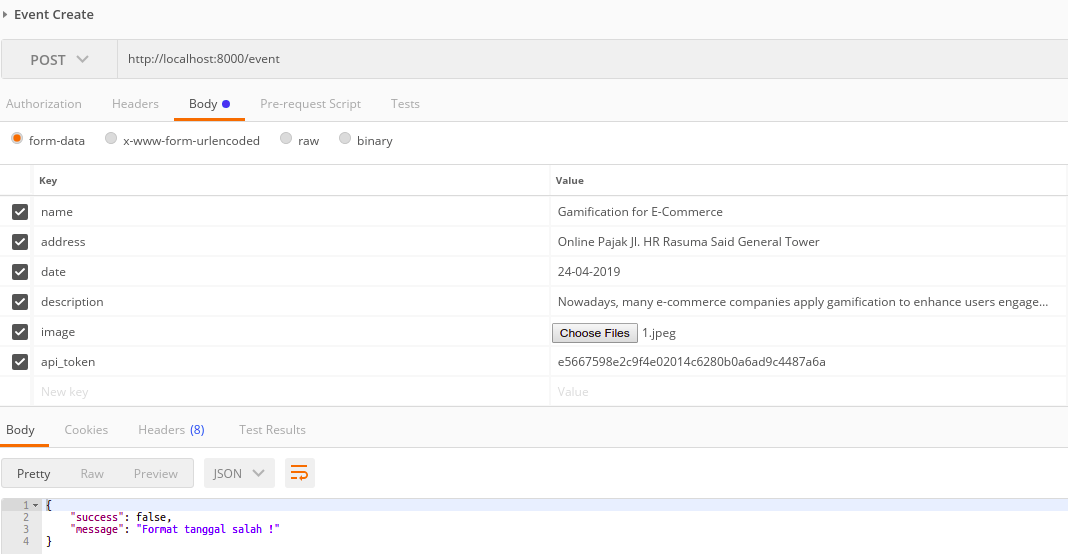 Event Create
POST http://localhost:8000/event
Authorization Headers Body Pre-request Script Tests
form-data x-www-form-urlencoded raw binary
Key Value
name Gamification for E-Commerce
address Online Pajak Jl. HR Rasuma Said General Tower
date 24-04-2019
description Nowadays, many e-commerce companies apply gamification to enhance users engage...
image Choose Files 1.jpeg
api_token e5667598e2c9f4e02014c6280b0a6ad9c4487a6a
New key Value
Body Cookies Headers (8) Test Results
Pretty Raw Preview JSON
1 {
2 "success": false,
3 "message": "Format tanggal salah !"
4 }